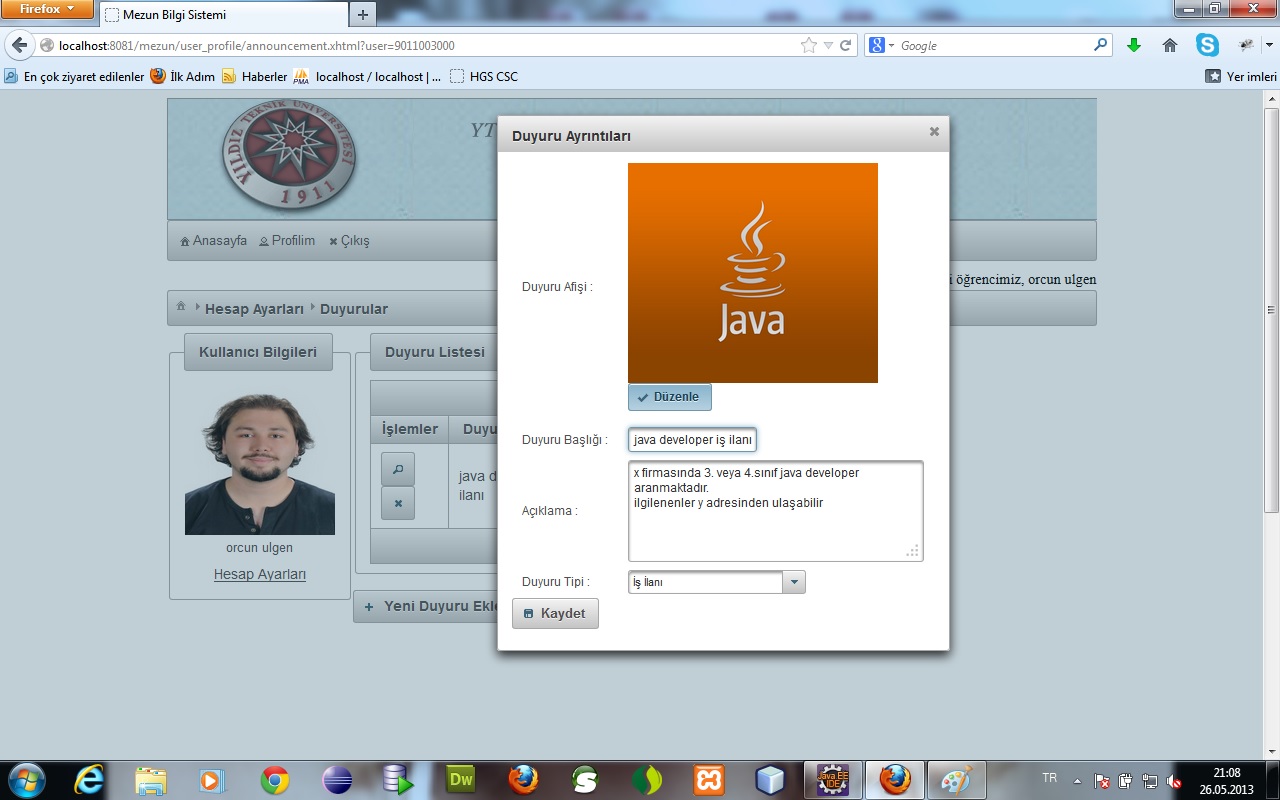 Firefox
Mezun Bilgi Sistemi
localhost:8081/mezun/user_profile/announcement.xhtml?user=9011003000
Google
En çok ziyaret edilenler
İlk Adım
Haberler
PMA
localhost / localhost | ...
HGS CSC
Yer imleri
YILDIZ TEKNİK ÜNİVERSİTESİ
1911
YT
Anasayfa
Profilim
Çıkış
i öğrencimiz, orcun ulgen
Hesap Ayarları
Duyurular
Kullanıcı Bilgileri
orcun ulgen
Hesap Ayarları
Duyuru Listesi
İşlemler
Duyu
java d
ilanı
Yeni Duyuru Ekle
Duyuru Ayrıntıları
Duyuru Afişi :
Java
Düzenle
Duyuru Başlığı :
java developer iş ilanı
Açıklama :
x firmasında 3. veya 4.sınıf java developer
aranmaktadır.
ilgilenenler y adresinden ulaşabilir
Duyuru Tipi :
İş İlanı
Kaydet
Dw
Java EE
IDE
TR
21:08
26.05.2013